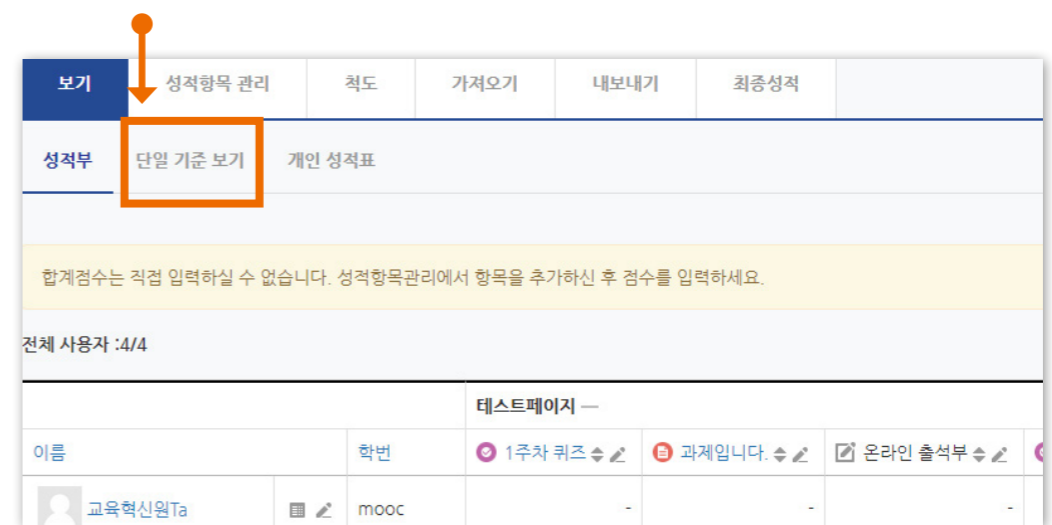 보기 성적항목 관리 척도 가져오기 내보내기 최종성적
성적부 단일 기준 보기 개인 성적표
합계점수는 직접 입력하실 수 없습니다. 성적항목관리에서 항목을 추가하신 후 점수를 입력하세요.
전체 사용자 :4/4
테스트페이지 —
이름 학번 1주차 퀴즈 과제입니다. 온라인 출석부
교육혁신원Ta mooc - - -